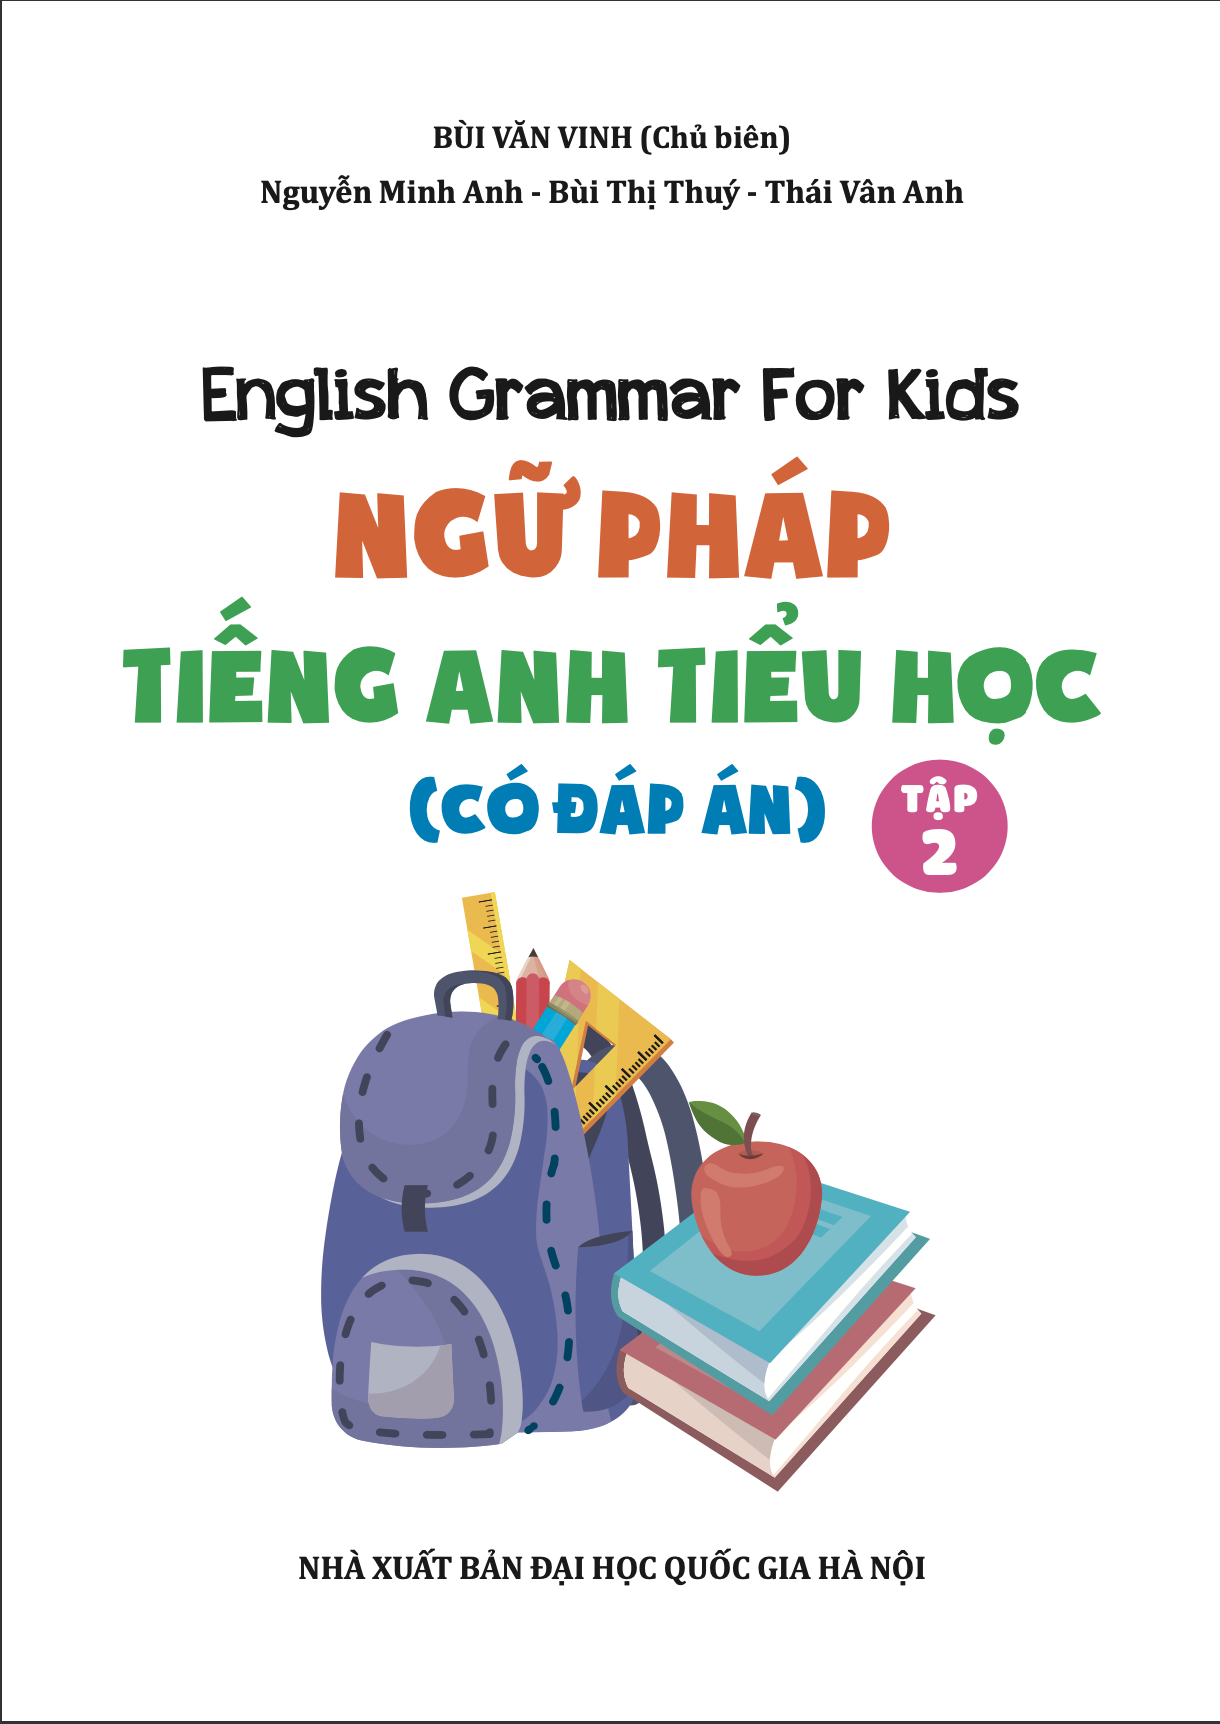 BÙI VĂN VINH (Chủ biên)
Nguyễn Minh Anh - Bùi Thị Thuý - Thái Vân Anh
English Grammar For Kids
NGỮ PHÁP
TIẾNG ANH TIỂU HỌC
(CÓ ĐÁP ÁN)
TẬP
2
NHÀ XUẤT BẢN ĐẠI HỌC QUỐC GIA HÀ NỘI